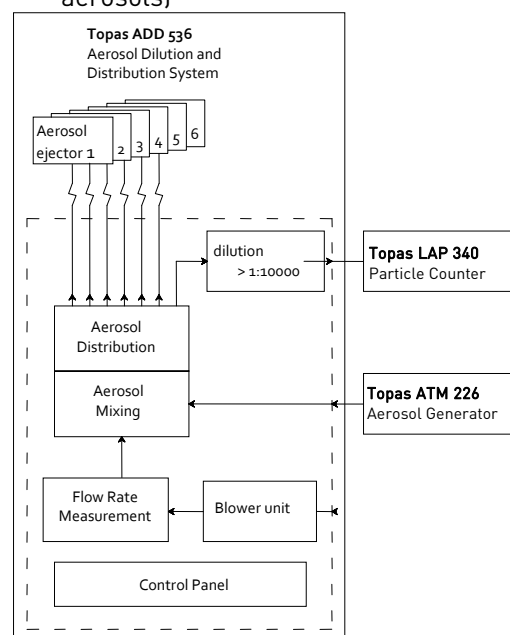 aerosols)
Topas ADD 536
Aerosol Dilution and
Distribution System
Aerosol
ejector 1
2
3
4
5
6
dilution
> 1:10000
Topas LAP 340
Particle Counter
Aerosol
Distribution
Aerosol
Mixing
Topas ATM 226
Aerosol Generator
Flow Rate
Measurement
Blower unit
Control Panel